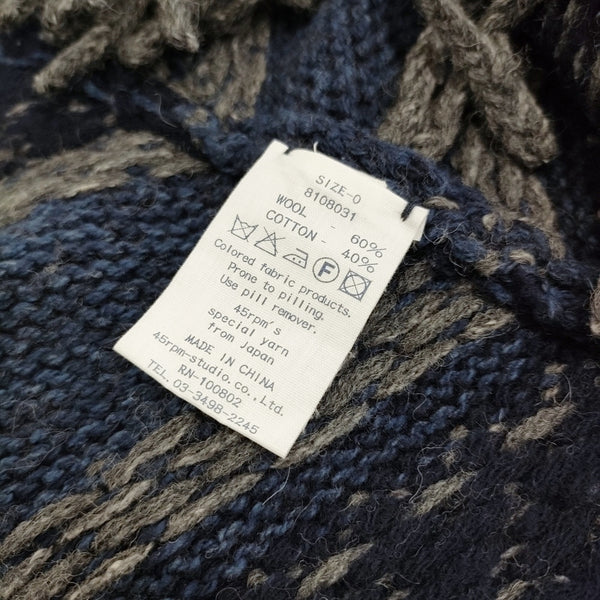 SIZE-0
8108031
WOOL - 60%
COTTON - 40%
F
Colored fabric products.
Prone to pilling.
Use pill remover.
45rpm's
special yarn
from Japan
MADE IN CHINA
45rpm-studio.co.,Ltd.
RN-100802
TEL.03-3498-2245